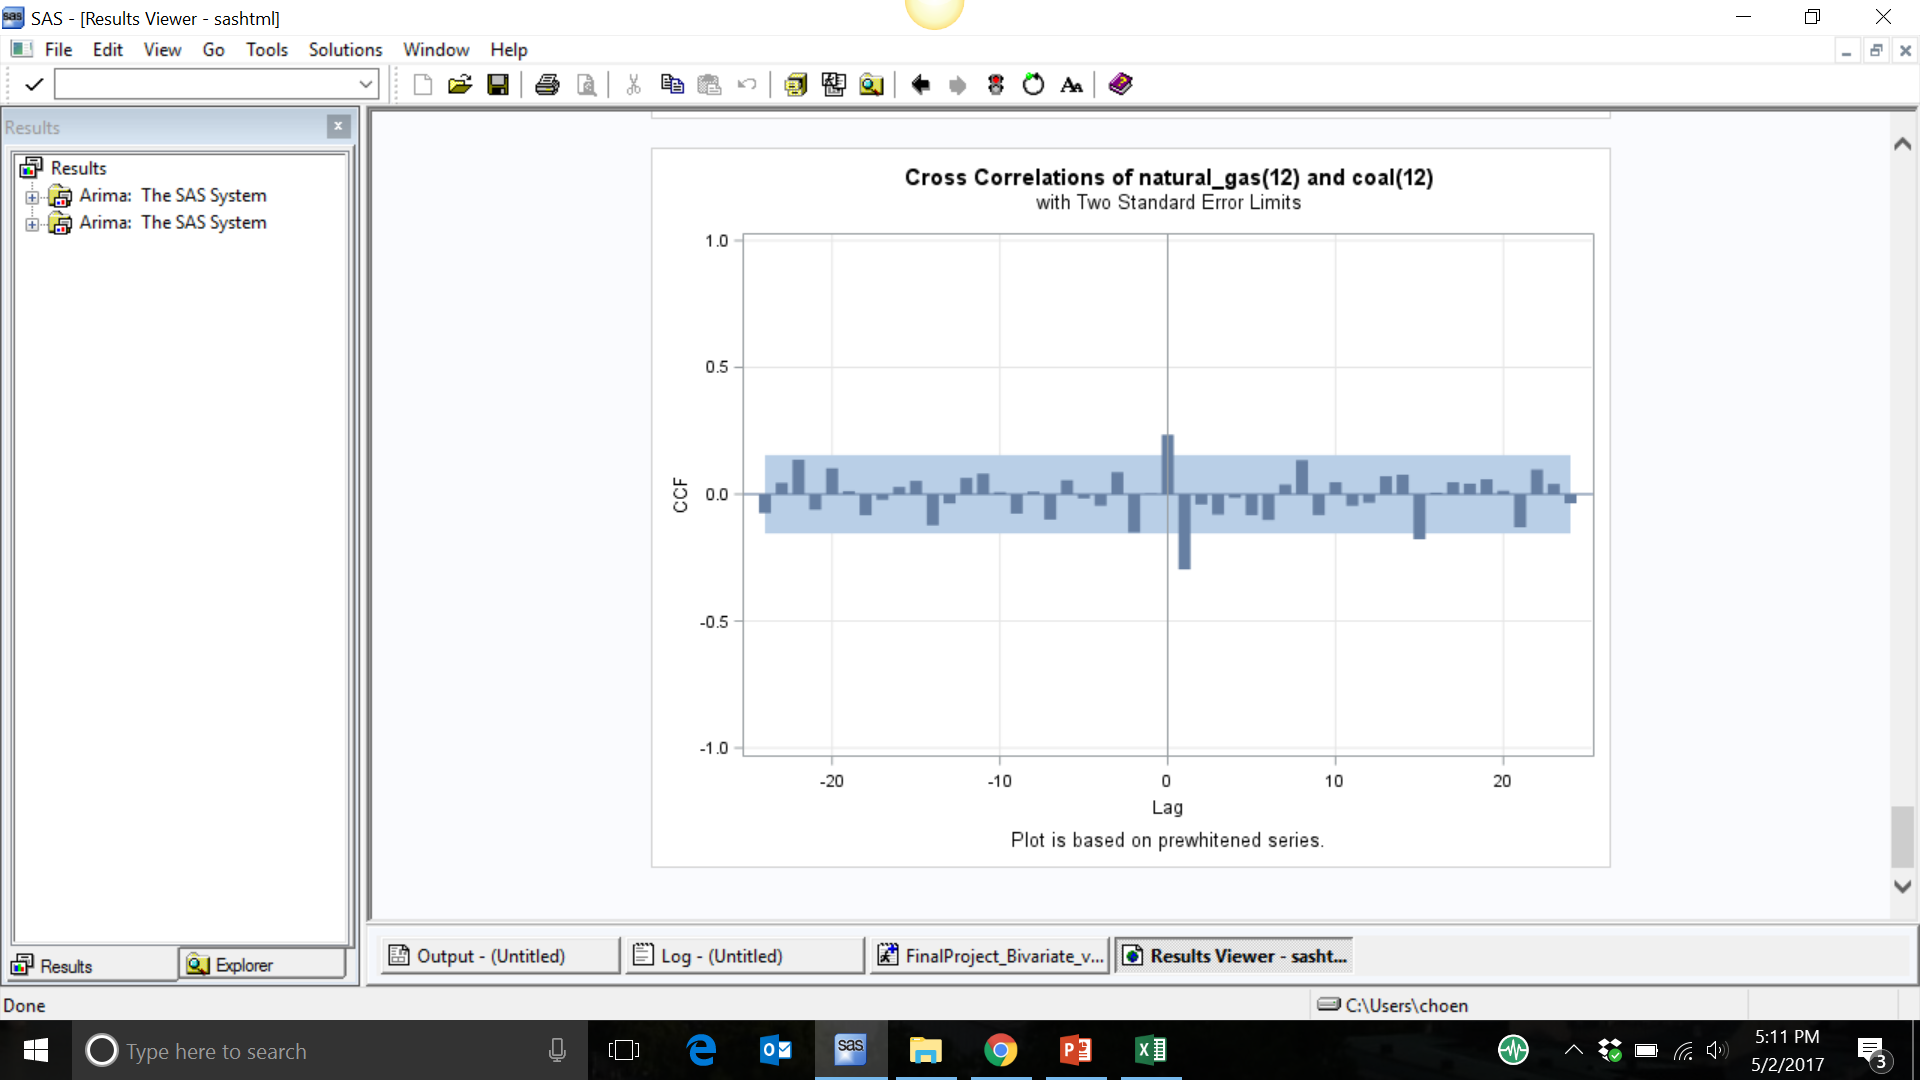 SAS - [Results Viewer - sashtml]
File Edit View Go Tools Solutions Window Help
Results
Results
Arima: The SAS System
Arima: The SAS System
Cross Correlations of natural_gas(12) and coal(12)
with Two Standard Error Limits
1.0
0.5
0.0
-0.5
-1.0
CCF
-20 -10 0 10 20
Lag
Plot is based on prewhitened series.
Results Explorer
Output - (Untitled) Log - (Untitled) FinalProject_Bivariate_v... Results Viewer - sasht...
Done C:\Users\choen
Type here to search
sas
5:11 PM
5/2/2017
3